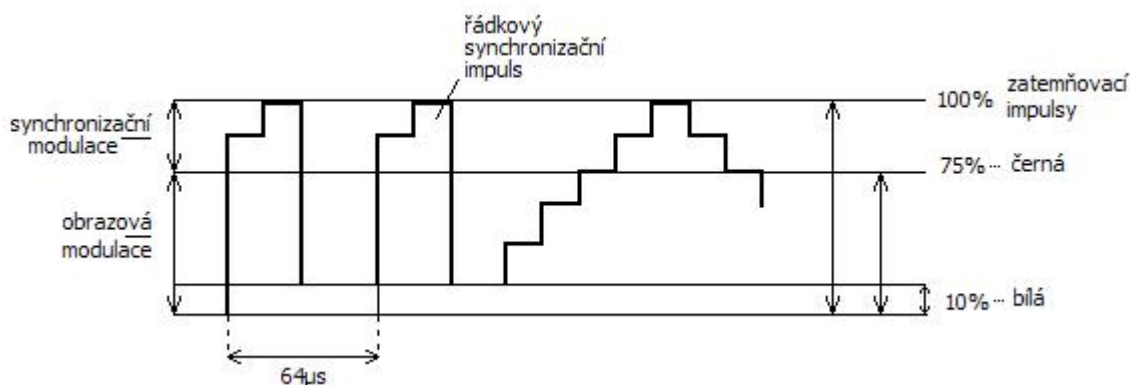 řádkový
synchronizační
impuls
synchronizační
modulace
obrazová
modulace
100% zatemňovací
impulsy
75% ... černá
10% ... bílá
64µs